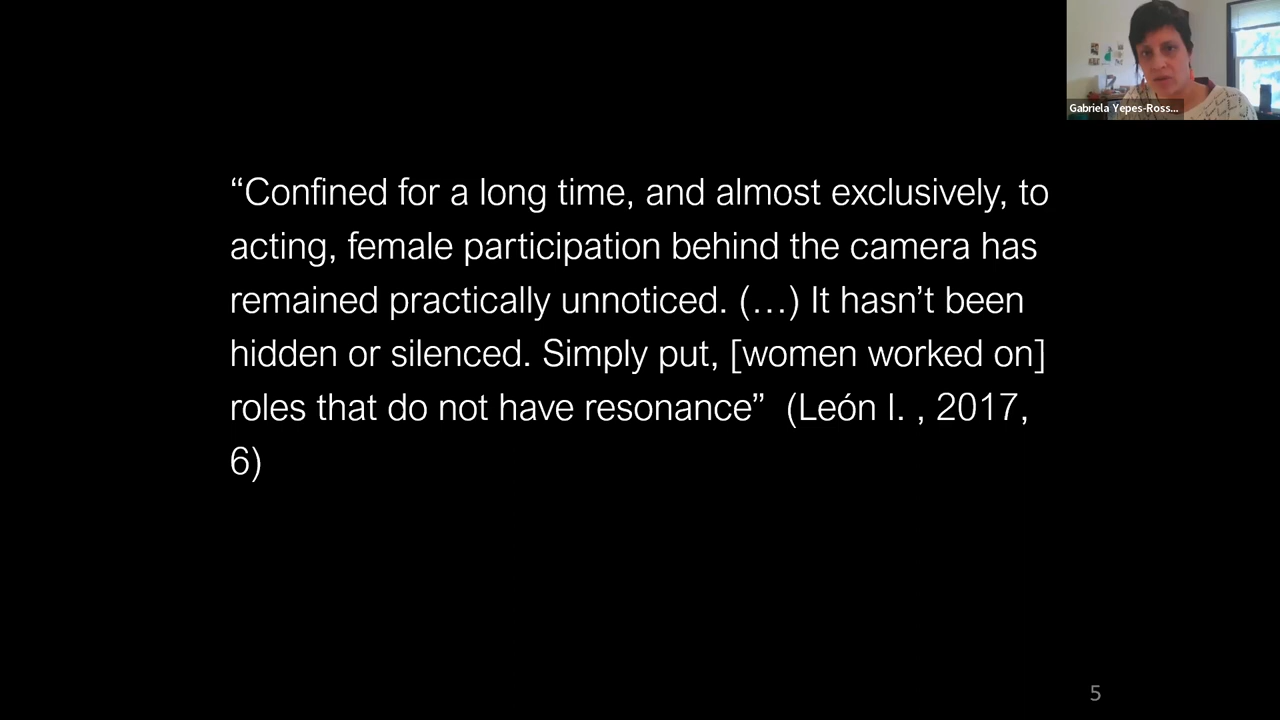 Gabriela Yepes-Ross...
“Confined for a long time, and almost exclusively, to
acting, female participation behind the camera has
remained practically unnoticed. (…) It hasn’t been
hidden or silenced. Simply put, [women worked on]
roles that do not have resonance”  (León I. , 2017,
6)
5